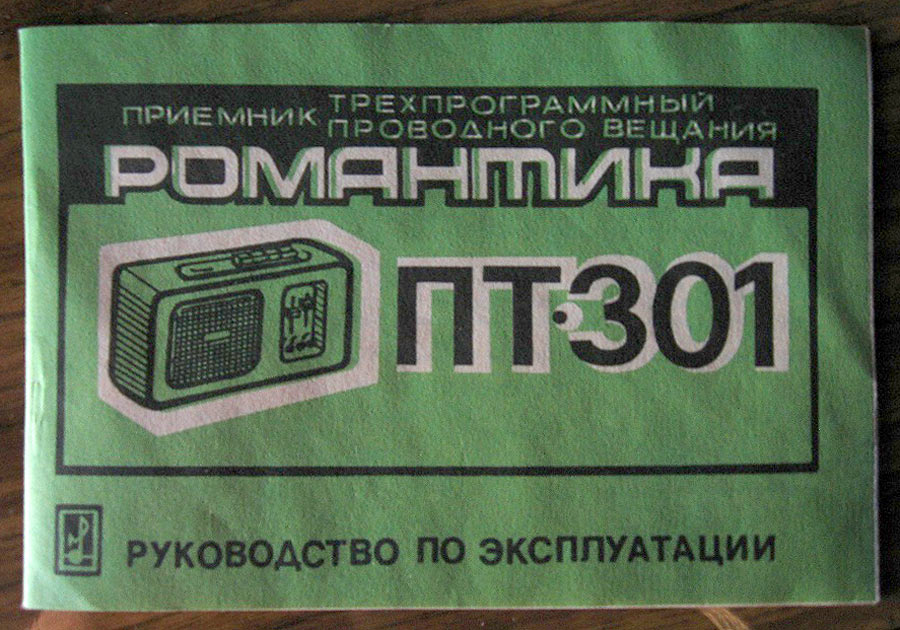 ПРИЕМНИК ТРЕХПРОГРАММНЫЙ
ПРОВОДНОГО ВЕЩАНИЯ
РОМАНТИКА
ПТ-301
РУКОВОДСТВО ПО ЭКСПЛУАТАЦИИ